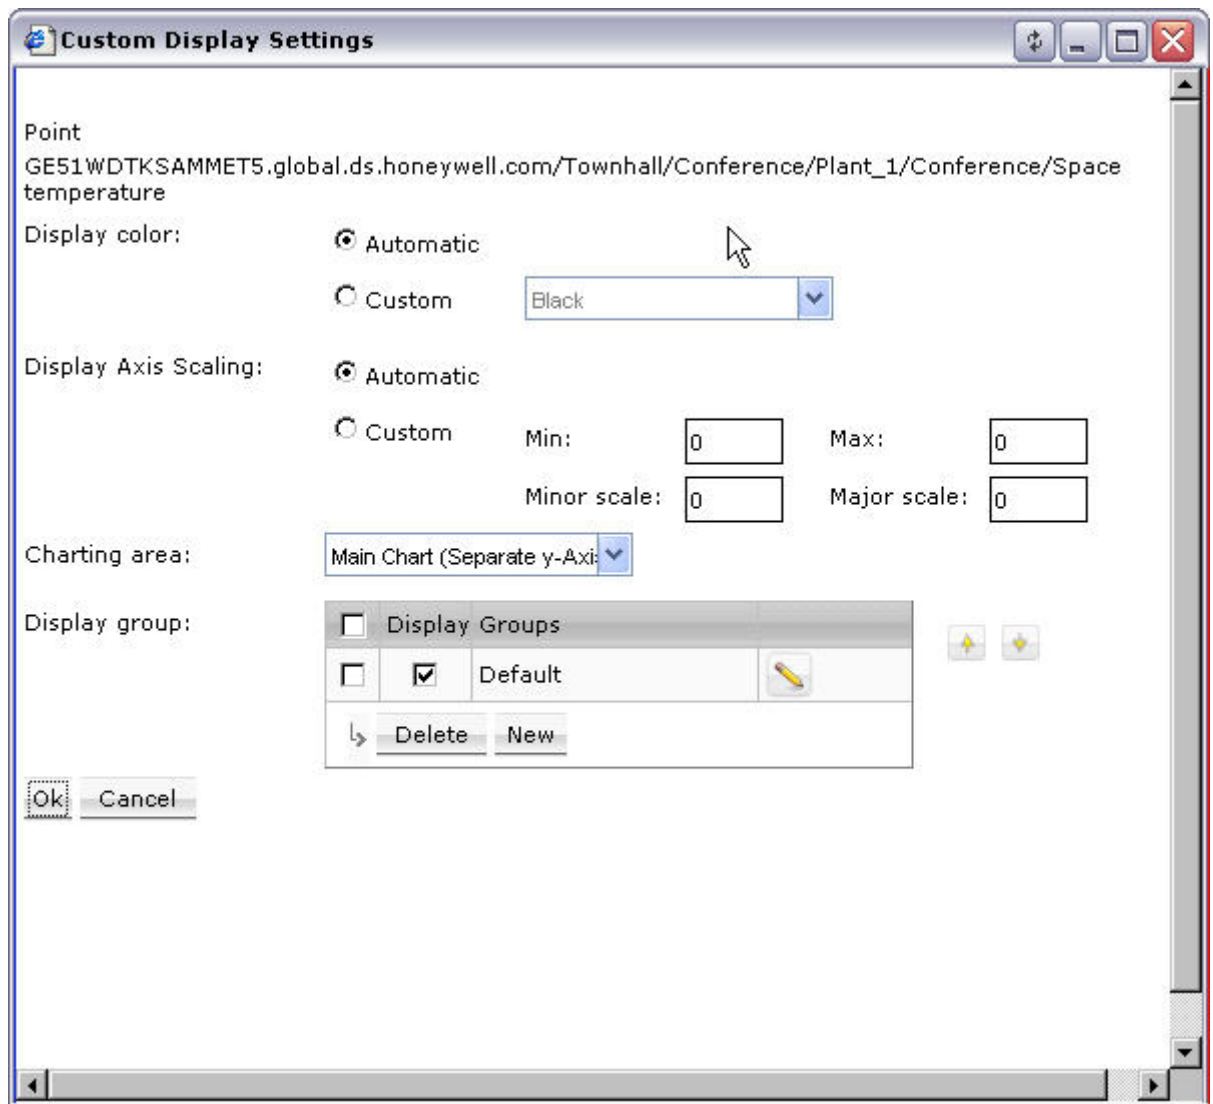 Custom Display Settings
Point
GE51WDTKSAMMET5.global.ds.honeywell.com/Townhall/Conference/Plant_1/Conference/Space
temperature
Display color:
Automatic
Custom
Black
Display Axis Scaling:
Automatic
Custom
Min:
0
Max:
0
Minor scale:
0
Major scale:
0
Charting area:
Main Chart (Separate y-Axi
Display group:
Display Groups
Default
Delete
New
Ok
Cancel